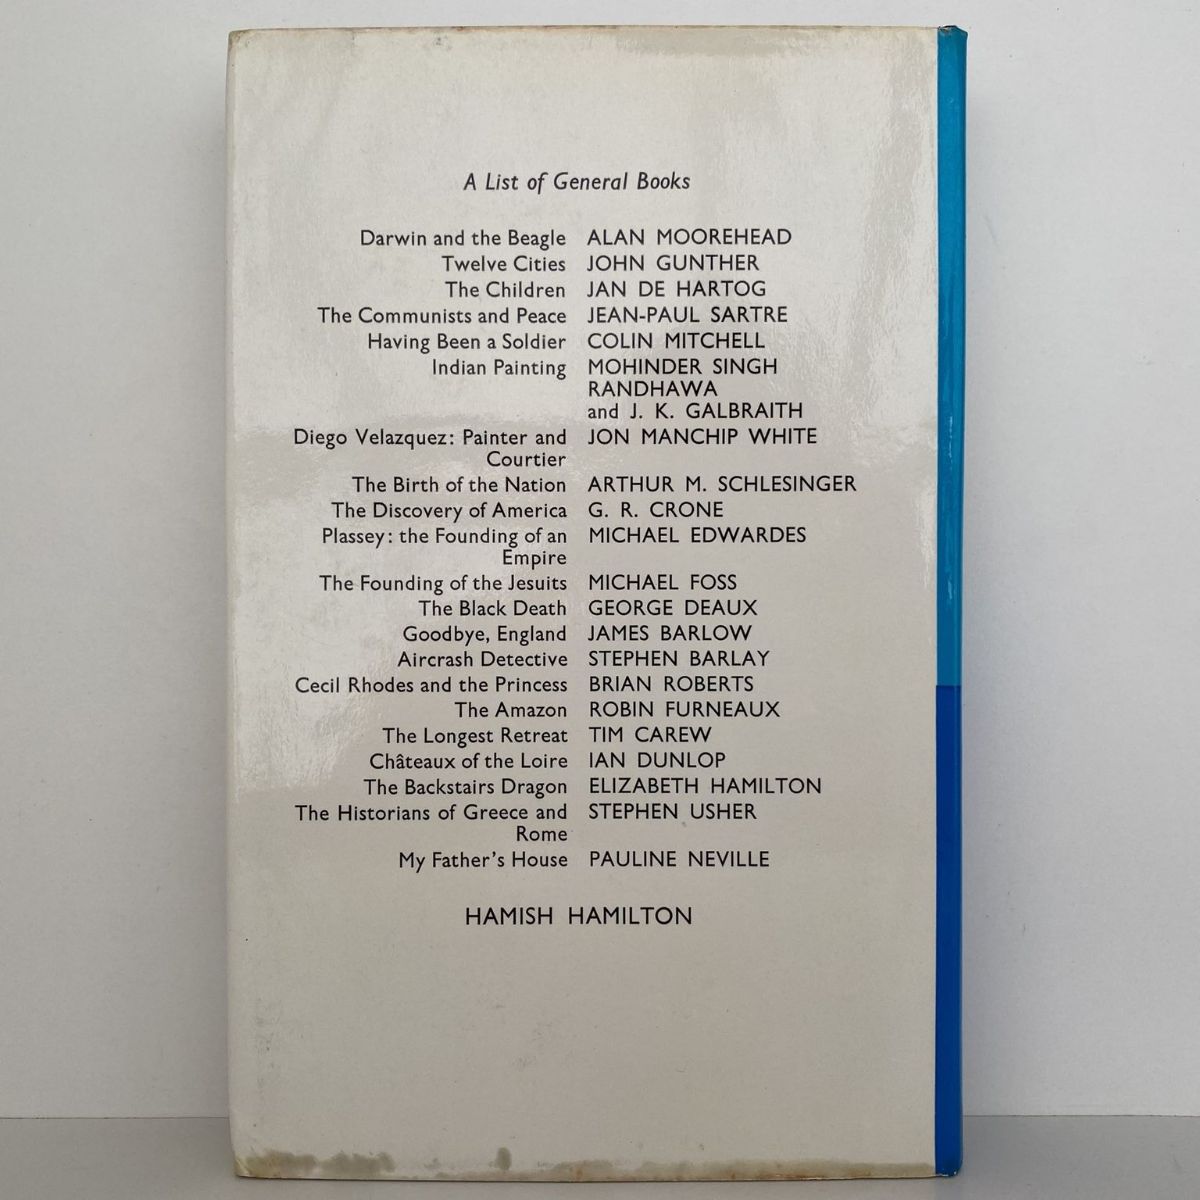 A List of General Books
Darwin and the Beagle ALAN MOOREHEAD
Twelve Cities JOHN GUNTHER
The Children JAN DE HARTOG
The Communists and Peace JEAN-PAUL SARTRE
Having Been a Soldier COLIN MITCHELL
Indian Painting MOHINDER SINGH
RANDHAWA
and J. K. GALBRAITH
Diego Velazquez: Painter and JON MANCHIP WHITE
Courtier
The Birth of the Nation ARTHUR M. SCHLESINGER
The Discovery of America G. R. CRONE
Plassey: the Founding of an MICHAEL EDWARDES
Empire
The Founding of the Jesuits MICHAEL FOSS
The Black Death GEORGE DEAUX
Goodbye, England JAMES BARLOW
Aircrash Detective STEPHEN BARLAY
Cecil Rhodes and the Princess BRIAN ROBERTS
The Amazon ROBIN FURNEAUX
The Longest Retreat TIM CAREW
Châteaux of the Loire IAN DUNLOP
The Backstairs Dragon ELIZABETH HAMILTON
The Historians of Greece and STEPHEN USHER
Rome
My Father's House PAULINE NEVILLE
HAMISH HAMILTON